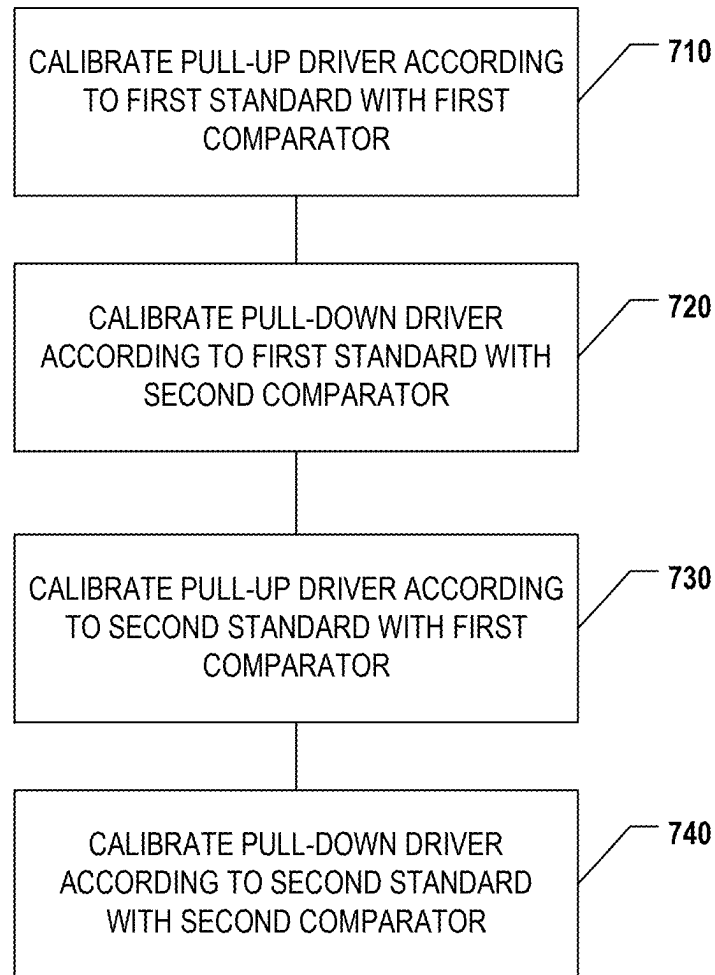 CALIBRATE PULL-UP DRIVER ACCORDING
TO FIRST STANDARD WITH FIRST
COMPARATOR
710
CALIBRATE PULL-DOWN DRIVER
ACCORDING TO FIRST STANDARD WITH
SECOND COMPARATOR
720
CALIBRATE PULL-UP DRIVER ACCORDING
TO SECOND STANDARD WITH FIRST
COMPARATOR
730
CALIBRATE PULL-DOWN DRIVER
ACCORDING TO SECOND STANDARD
WITH SECOND COMPARATOR
740